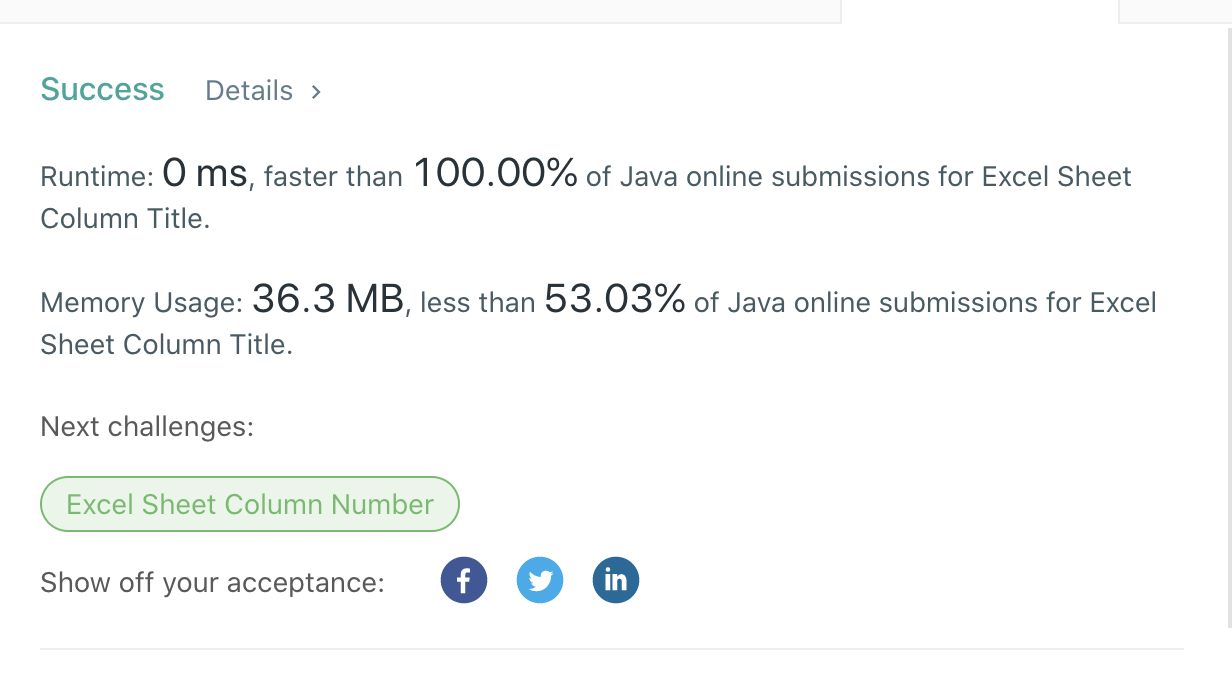 Success Details >
Runtime: 0 ms, faster than 100.00% of Java online submissions for Excel Sheet
Column Title.
Memory Usage: 36.3 MB, less than 53.03% of Java online submissions for Excel
Sheet Column Title.
Next challenges:
Excel Sheet Column Number
Show off your acceptance: f in